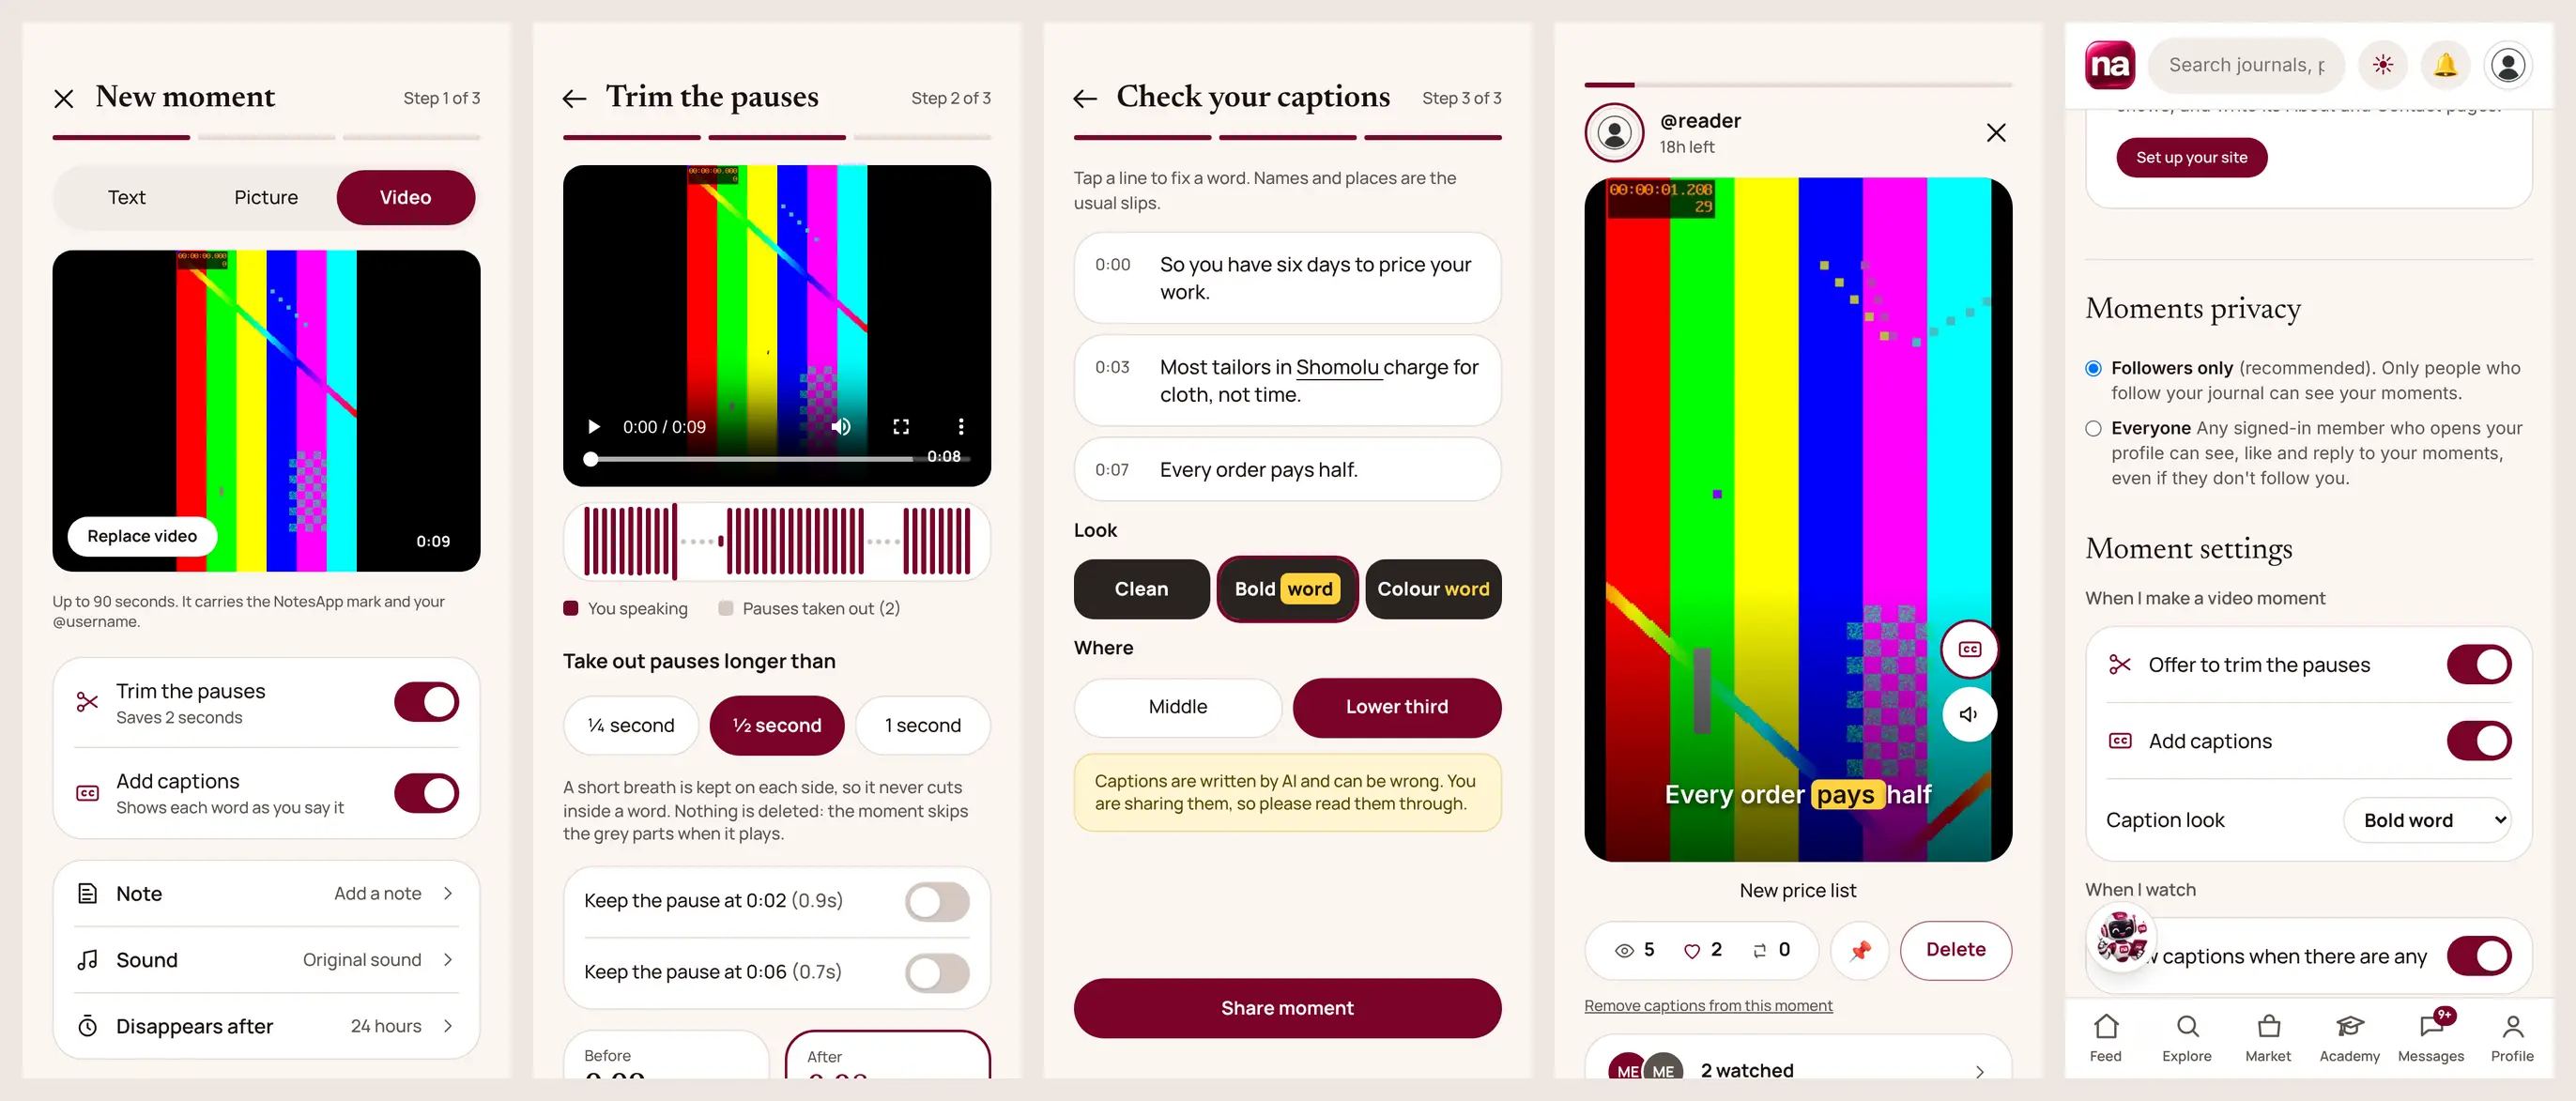 New moment
Step 1 of 3
Text
Picture
Video
00:00:00.000
0
Replace video
0:09
Up to 90 seconds. It carries the NotesApp mark and your
@username.
Trim the pauses
Saves 2 seconds
Add captions
Shows each word as you say it
Note
Add a note
Sound
Original sound
Disappears after
24 hours
Trim the pauses
Step 2 of 3
00:00:00.000
0
0:00 / 0:09
0:08
You speaking
Pauses taken out (2)
Take out pauses longer than
¼ second
½ second
1 second
A short breath is kept on each side, so it never cuts
inside a word. Nothing is deleted: the moment skips
the grey parts when it plays.
Keep the pause at 0:02 (0.9s)
Keep the pause at 0:06 (0.7s)
Before
After
Check your captions
Step 3 of 3
Tap a line to fix a word. Names and places are the
usual slips.
0:00
So you have six days to price your
work.
0:03
Most tailors in Shomolu charge for
cloth, not time.
0:07
Every order pays half.
Look
Clean
Bold word
Colour word
Where
Middle
Lower third
Captions are written by AI and can be wrong. You
are sharing them, so please read them through.
Share moment
@reader
18h left
00:00:01.208
29
CC
Every order pays half
New price list
5
2
0
Delete
Remove captions from this moment
ME
ME
2 watched
na
Search journals, p
Set up your site
Moments privacy
Followers only (recommended). Only people who
follow your journal can see your moments.
Everyone Any signed-in member who opens your
profile can see, like and reply to your moments,
even if they don't follow you.
Moment settings
When I make a video moment
Offer to trim the pauses
CC
Add captions
Caption look
Bold word
When I watch
captions when there are any
9+
Feed
Explore
Market
Academy
Messages
Profile